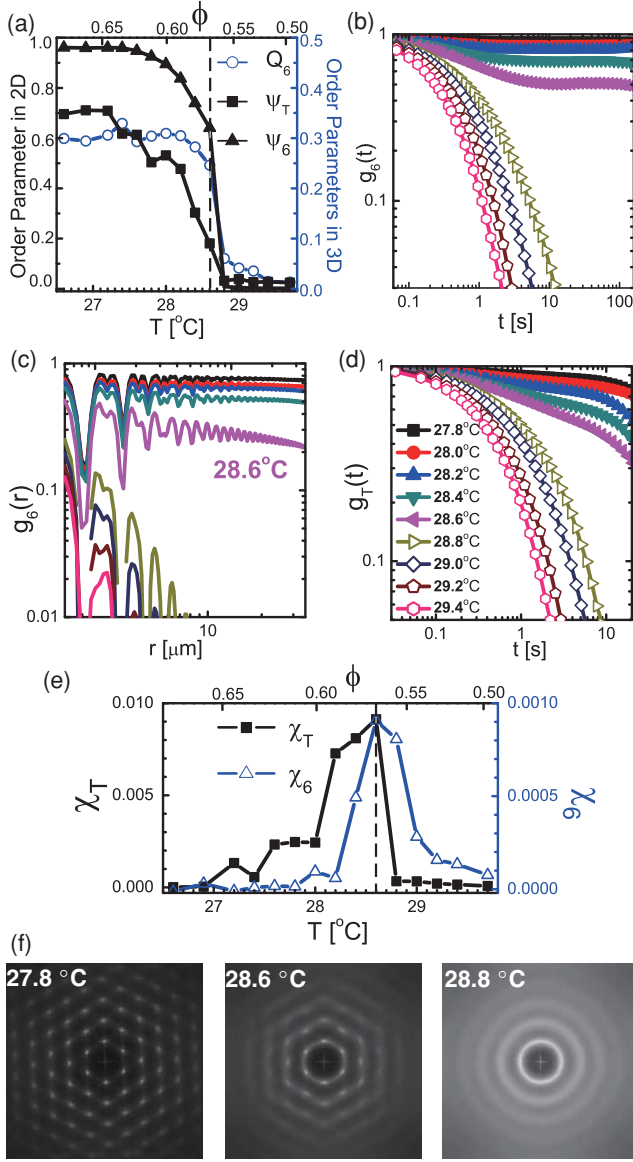 (a)
ϕ
0.65 0.60 0.55 0.50
1.0 0.8 0.6 0.4 0.2 0.0
Order Parameter in 2D
Q6
ψT
ψ6
0.5 0.4 0.3 0.2 0.1 0.0
Order Parameters in 3D
27 28 29
T [°C]
(b)
1
0.1
g6(t)
0.1 1 10 100
t [s]
(c)
1
0.1
0.01
g6(r)
28.6°C
10
r [μm]
(d)
1
0.1
gT(t)
27.8°C
28.0°C
28.2°C
28.4°C
28.6°C
28.8°C
29.0°C
29.2°C
29.4°C
0.1 1 10
t [s]
(e)
ϕ
0.65 0.60 0.55 0.50
0.010
0.005
0.000
χT
χT
χ6
0.0010
0.0005
0.0000
χ6
27 28 29
T [°C]
(f)
27.8 °C 28.6 °C 28.8 °C